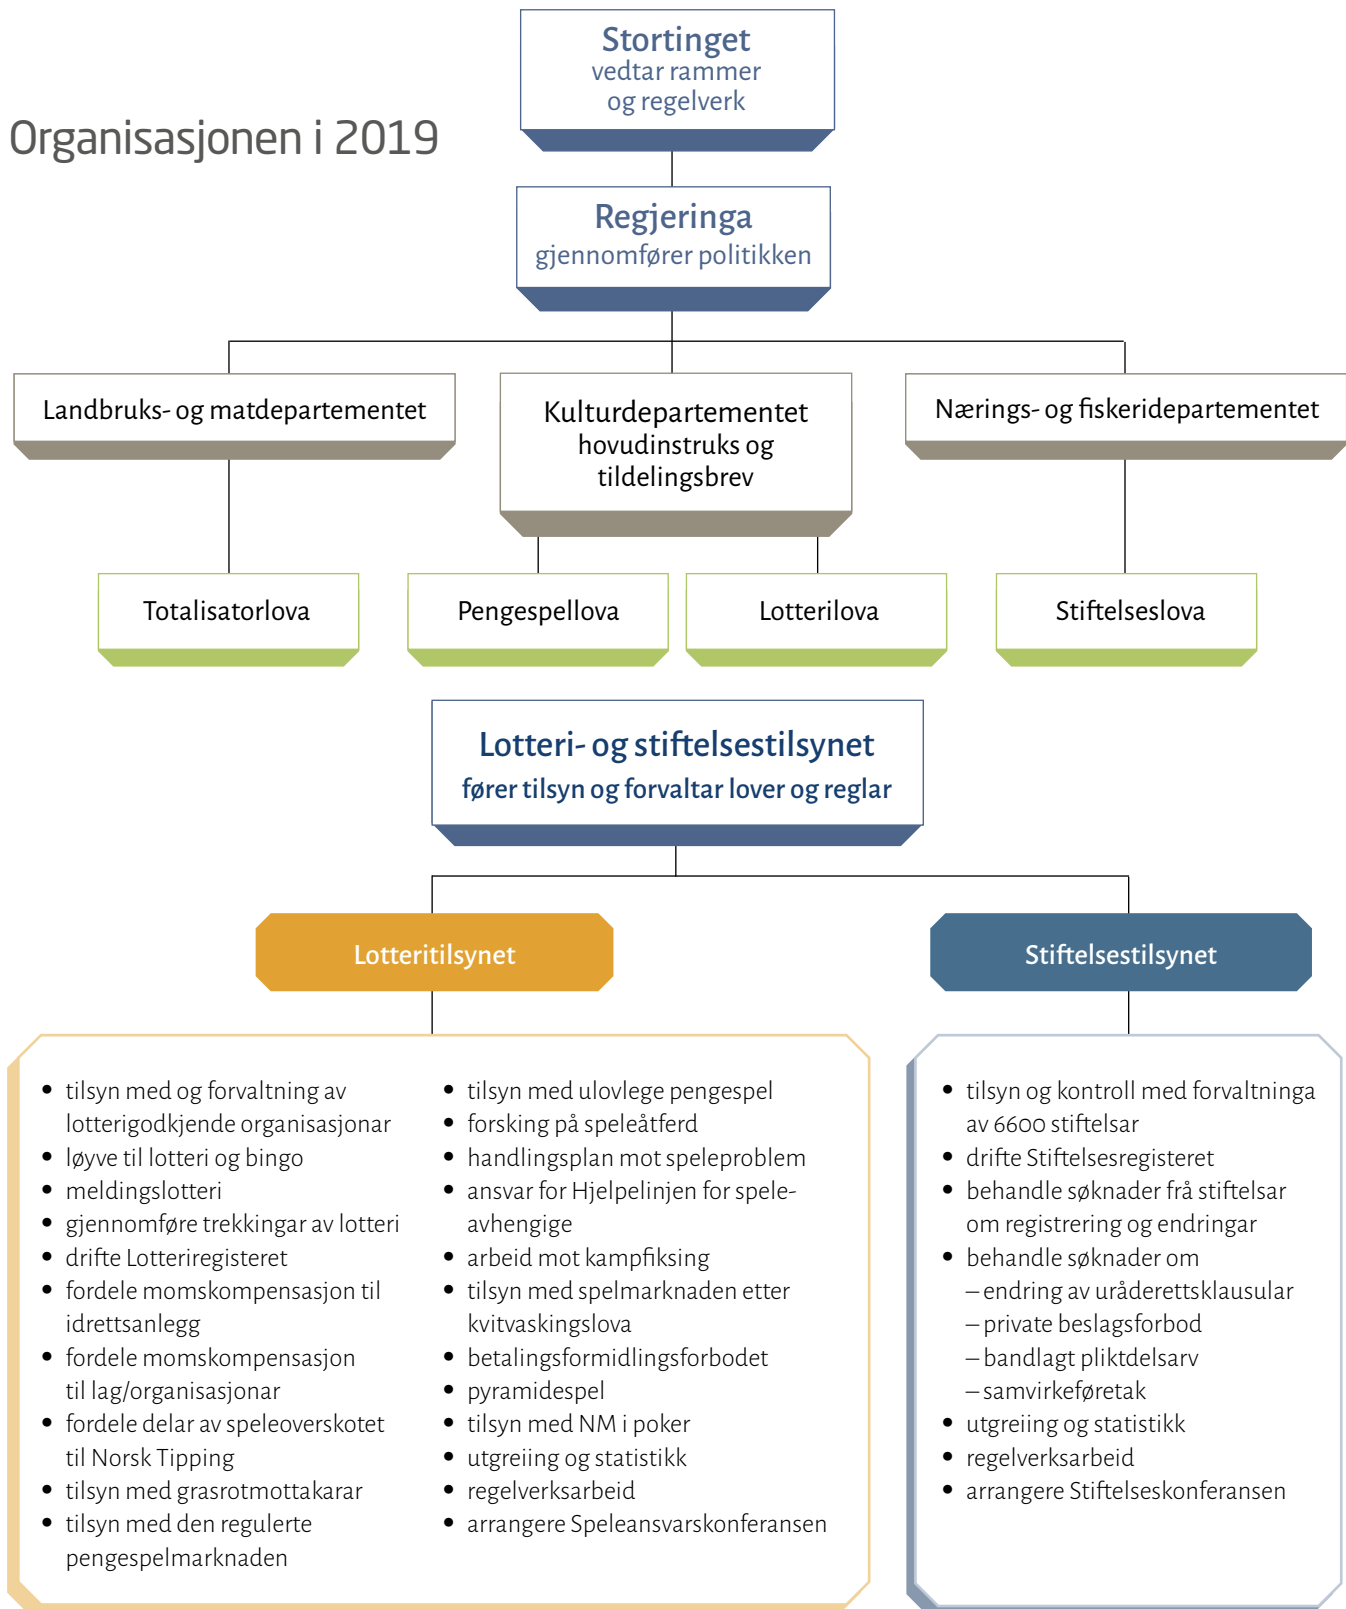 Organisasjonen i 2019
Stortinget
vedtar rammer
og regelverk
Regjeringa
gjennomfører politikken
Landbruks- og matdepartementet
Kulturdepartementet
hovudinstruks og
tildelingsbrev
Nærings- og fiskeridepartementet
Totalisatorlova
Pengespellova
Lotterilova
Stiftelseslova
Lotteri- og stiftelsestilsynet
fører tilsyn og forvaltar lover og reglar
Lotteritilsynet
Stiftelsestilsynet
• tilsyn med og forvaltning av
lotterigodkjende organisasjonar
• løyve til lotteri og bingo
• meldingslotteri
• gjennomføre trekkingar av lotteri
• drifte Lotteriregisteret
• fordele momskompensasjon til
idrettsanlegg
• fordele momskompensasjon
til lag/organisasjonar
• fordele delar av speleoverskotet
til Norsk Tipping
• tilsyn med grasrotmottakarar
• tilsyn med den regulerte
pengespelmarknaden
• tilsyn med ulovlege pengespel
• forsking på speleåtferd
• handlingsplan mot speleproblem
• ansvar for Hjelpelinjen for spele-
avhengige
• arbeid mot kampfiksing
• tilsyn med spelmarknaden etter
kvitvaskingslova
• betalingsformidlingsforbodet
• pyramidespel
• tilsyn med NM i poker
• utgreiing og statistikk
• regelverksarbeid
• arrangere Speleansvarskonferansen
• tilsyn og kontroll med forvaltninga
av 6600 stiftelsar
• drifte Stiftelsesregisteret
• behandle søknader frå stiftelsar
om registrering og endringar
• behandle søknader om
– endring av uråderettsklausular
– private beslagsforbod
– bandlagt pliktdelsarv
– samvirkeføretak
• utgreiing og statistikk
• regelverksarbeid
• arrangere Stiftelseskonferansen